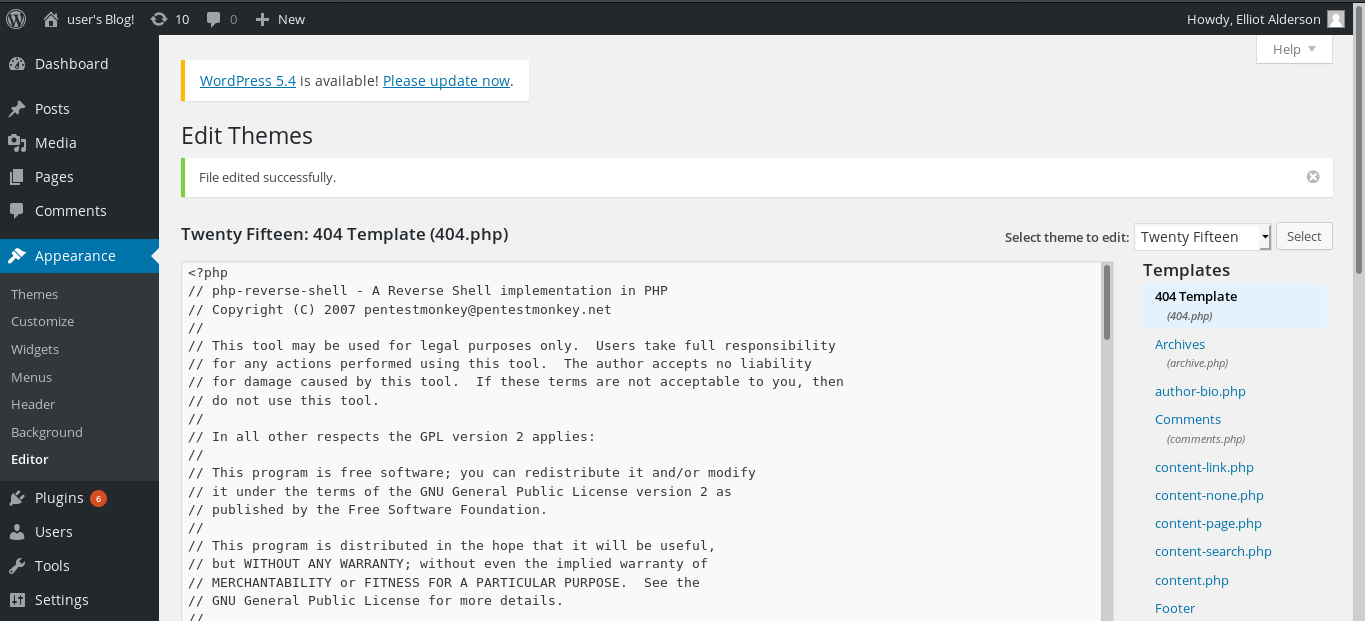 user's Blog! 10 0 New Howdy, Elliot Alderson
Help
Dashboard
Posts
Media
Pages
Comments
Appearance
Themes
Customize
Widgets
Menus
Header
Background
Editor
Plugins 6
Users
Tools
Settings
WordPress 5.4 is available! Please update now.
Edit Themes
File edited successfully.
Twenty Fifteen: 404 Template (404.php)
Select theme to edit: Twenty Fifteen Select
<?php
// php-reverse-shell - A Reverse Shell implementation in PHP
// Copyright (C) 2007 pentestmonkey@pentestmonkey.net
//
// This tool may be used for legal purposes only.  Users take full responsibility
// for any actions performed using this tool.  The author accepts no liability
// for damage caused by this tool.  If these terms are not acceptable to you, then
// do not use this tool.
//
// In all other respects the GPL version 2 applies:
//
// This program is free software; you can redistribute it and/or modify
// it under the terms of the GNU General Public License version 2 as
// published by the Free Software Foundation.
//
// This program is distributed in the hope that it will be useful,
// but WITHOUT ANY WARRANTY; without even the implied warranty of
// MERCHANTABILITY or FITNESS FOR A PARTICULAR PURPOSE.  See the
// GNU General Public License for more details.
//
Templates
404 Template
(404.php)
Archives
(archive.php)
author-bio.php
Comments
(comments.php)
content-link.php
content-none.php
content-page.php
content-search.php
content.php
Footer